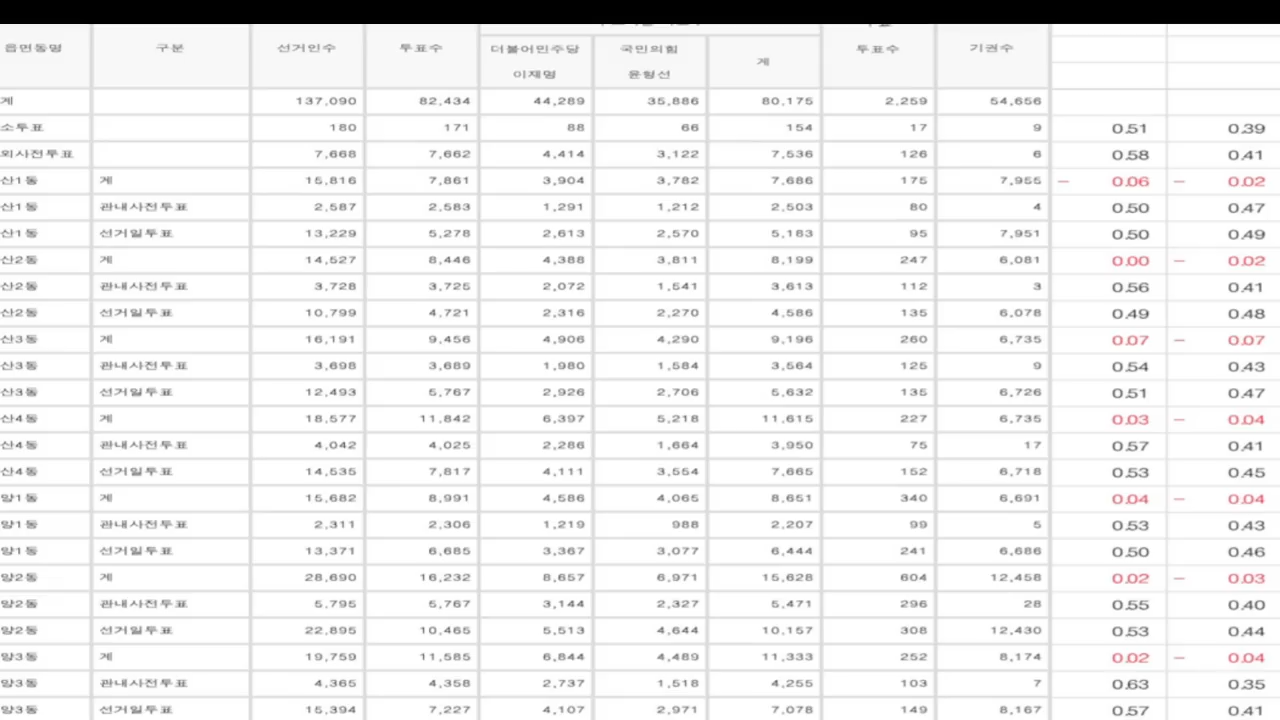 읍면동명 구분 선거인수 투표수 더불어민주당 이재명 국민의힘 윤형선 계 투표수 기권수
계 137,090 82,434 44,289 35,886 80,175 2,259 54,656
소투표 180 171 88 66 154 17 9 0.51 0.39
외사전투표 7,668 7,662 4,414 3,122 7,536 126 6 0.58 0.41
산1동 계 15,816 7,861 3,904 3,782 7,686 175 7,955 - 0.06 - 0.02
산1동 관내사전투표 2,587 2,583 1,291 1,212 2,503 80 4 0.50 0.47
산1동 선거일투표 13,229 5,278 2,613 2,570 5,183 95 7,951 0.50 0.49
산2동 계 14,527 8,446 4,388 3,811 8,199 247 6,081 0.00 - 0.02
산2동 관내사전투표 3,728 3,725 2,072 1,541 3,613 112 3 0.56 0.41
산2동 선거일투표 10,799 4,721 2,316 2,270 4,586 135 6,078 0.49 0.48
산3동 계 16,191 9,456 4,906 4,290 9,196 260 6,735 0.07 - 0.07
산3동 관내사전투표 3,698 3,689 1,980 1,584 3,564 125 9 0.54 0.43
산3동 선거일투표 12,493 5,767 2,926 2,706 5,632 135 6,726 0.51 0.47
산4동 계 18,577 11,842 6,397 5,218 11,615 227 6,735 0.03 - 0.04
산4동 관내사전투표 4,042 4,025 2,286 1,664 3,950 75 17 0.57 0.41
산4동 선거일투표 14,535 7,817 4,111 3,554 7,665 152 6,718 0.53 0.45
양1동 계 15,682 8,991 4,586 4,065 8,651 340 6,691 0.04 - 0.04
양1동 관내사전투표 2,311 2,306 1,219 988 2,207 99 5 0.53 0.43
양1동 선거일투표 13,371 6,685 3,367 3,077 6,444 241 6,686 0.50 0.46
양2동 계 28,690 16,232 8,657 6,971 15,628 604 12,458 0.02 - 0.03
양2동 관내사전투표 5,795 5,767 3,144 2,327 5,471 296 28 0.55 0.40
양2동 선거일투표 22,895 10,465 5,513 4,644 10,157 308 12,430 0.53 0.44
양3동 계 19,759 11,585 6,844 4,489 11,333 252 8,174 0.02 - 0.04
양3동 관내사전투표 4,365 4,358 2,737 1,518 4,255 103 7 0.63 0.35
양3동 선거일투표 15,394 7,227 4,107 2,971 7,078 149 8,167 0.57 0.41